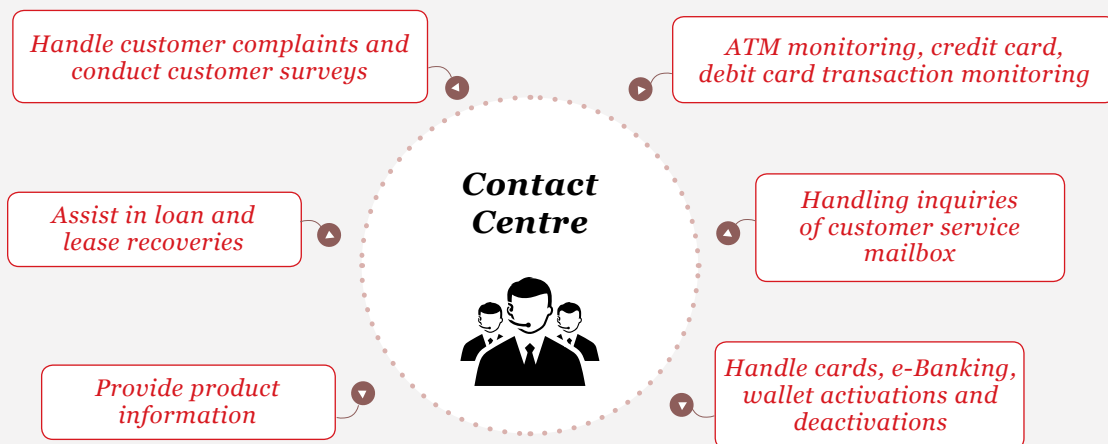 Handle customer complaints and
conduct customer surveys
ATM monitoring, credit card,
debit card transaction monitoring
Contact
Centre
Assist in loan and
lease recoveries
Handling inquiries
of customer service
mailbox
Provide product
information
Handle cards, e-Banking,
wallet activations and
deactivations